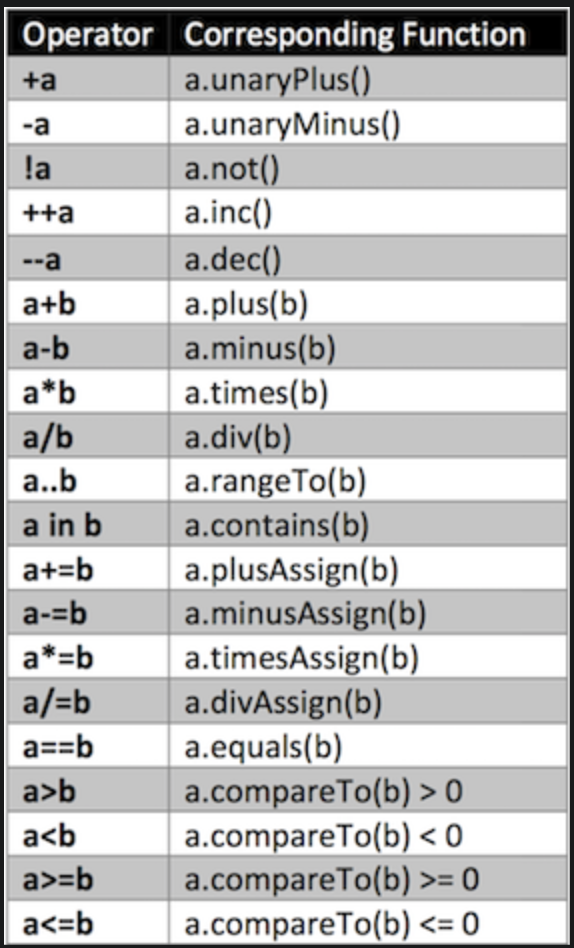 Operator Corresponding Function
+a a.unaryPlus()
-a a.unaryMinus()
!a a.not()
++a a.inc()
--a a.dec()
a+b a.plus(b)
a-b a.minus(b)
a*b a.times(b)
a/b a.div(b)
a..b a.rangeTo(b)
a in b a.contains(b)
a+=b a.plusAssign(b)
a-=b a.minusAssign(b)
a*=b a.timesAssign(b)
a/=b a.divAssign(b)
a==b a.equals(b)
a>b a.compareTo(b) > 0
a<b a.compareTo(b) < 0
a>=b a.compareTo(b) >= 0
a<=b a.compareTo(b) <= 0